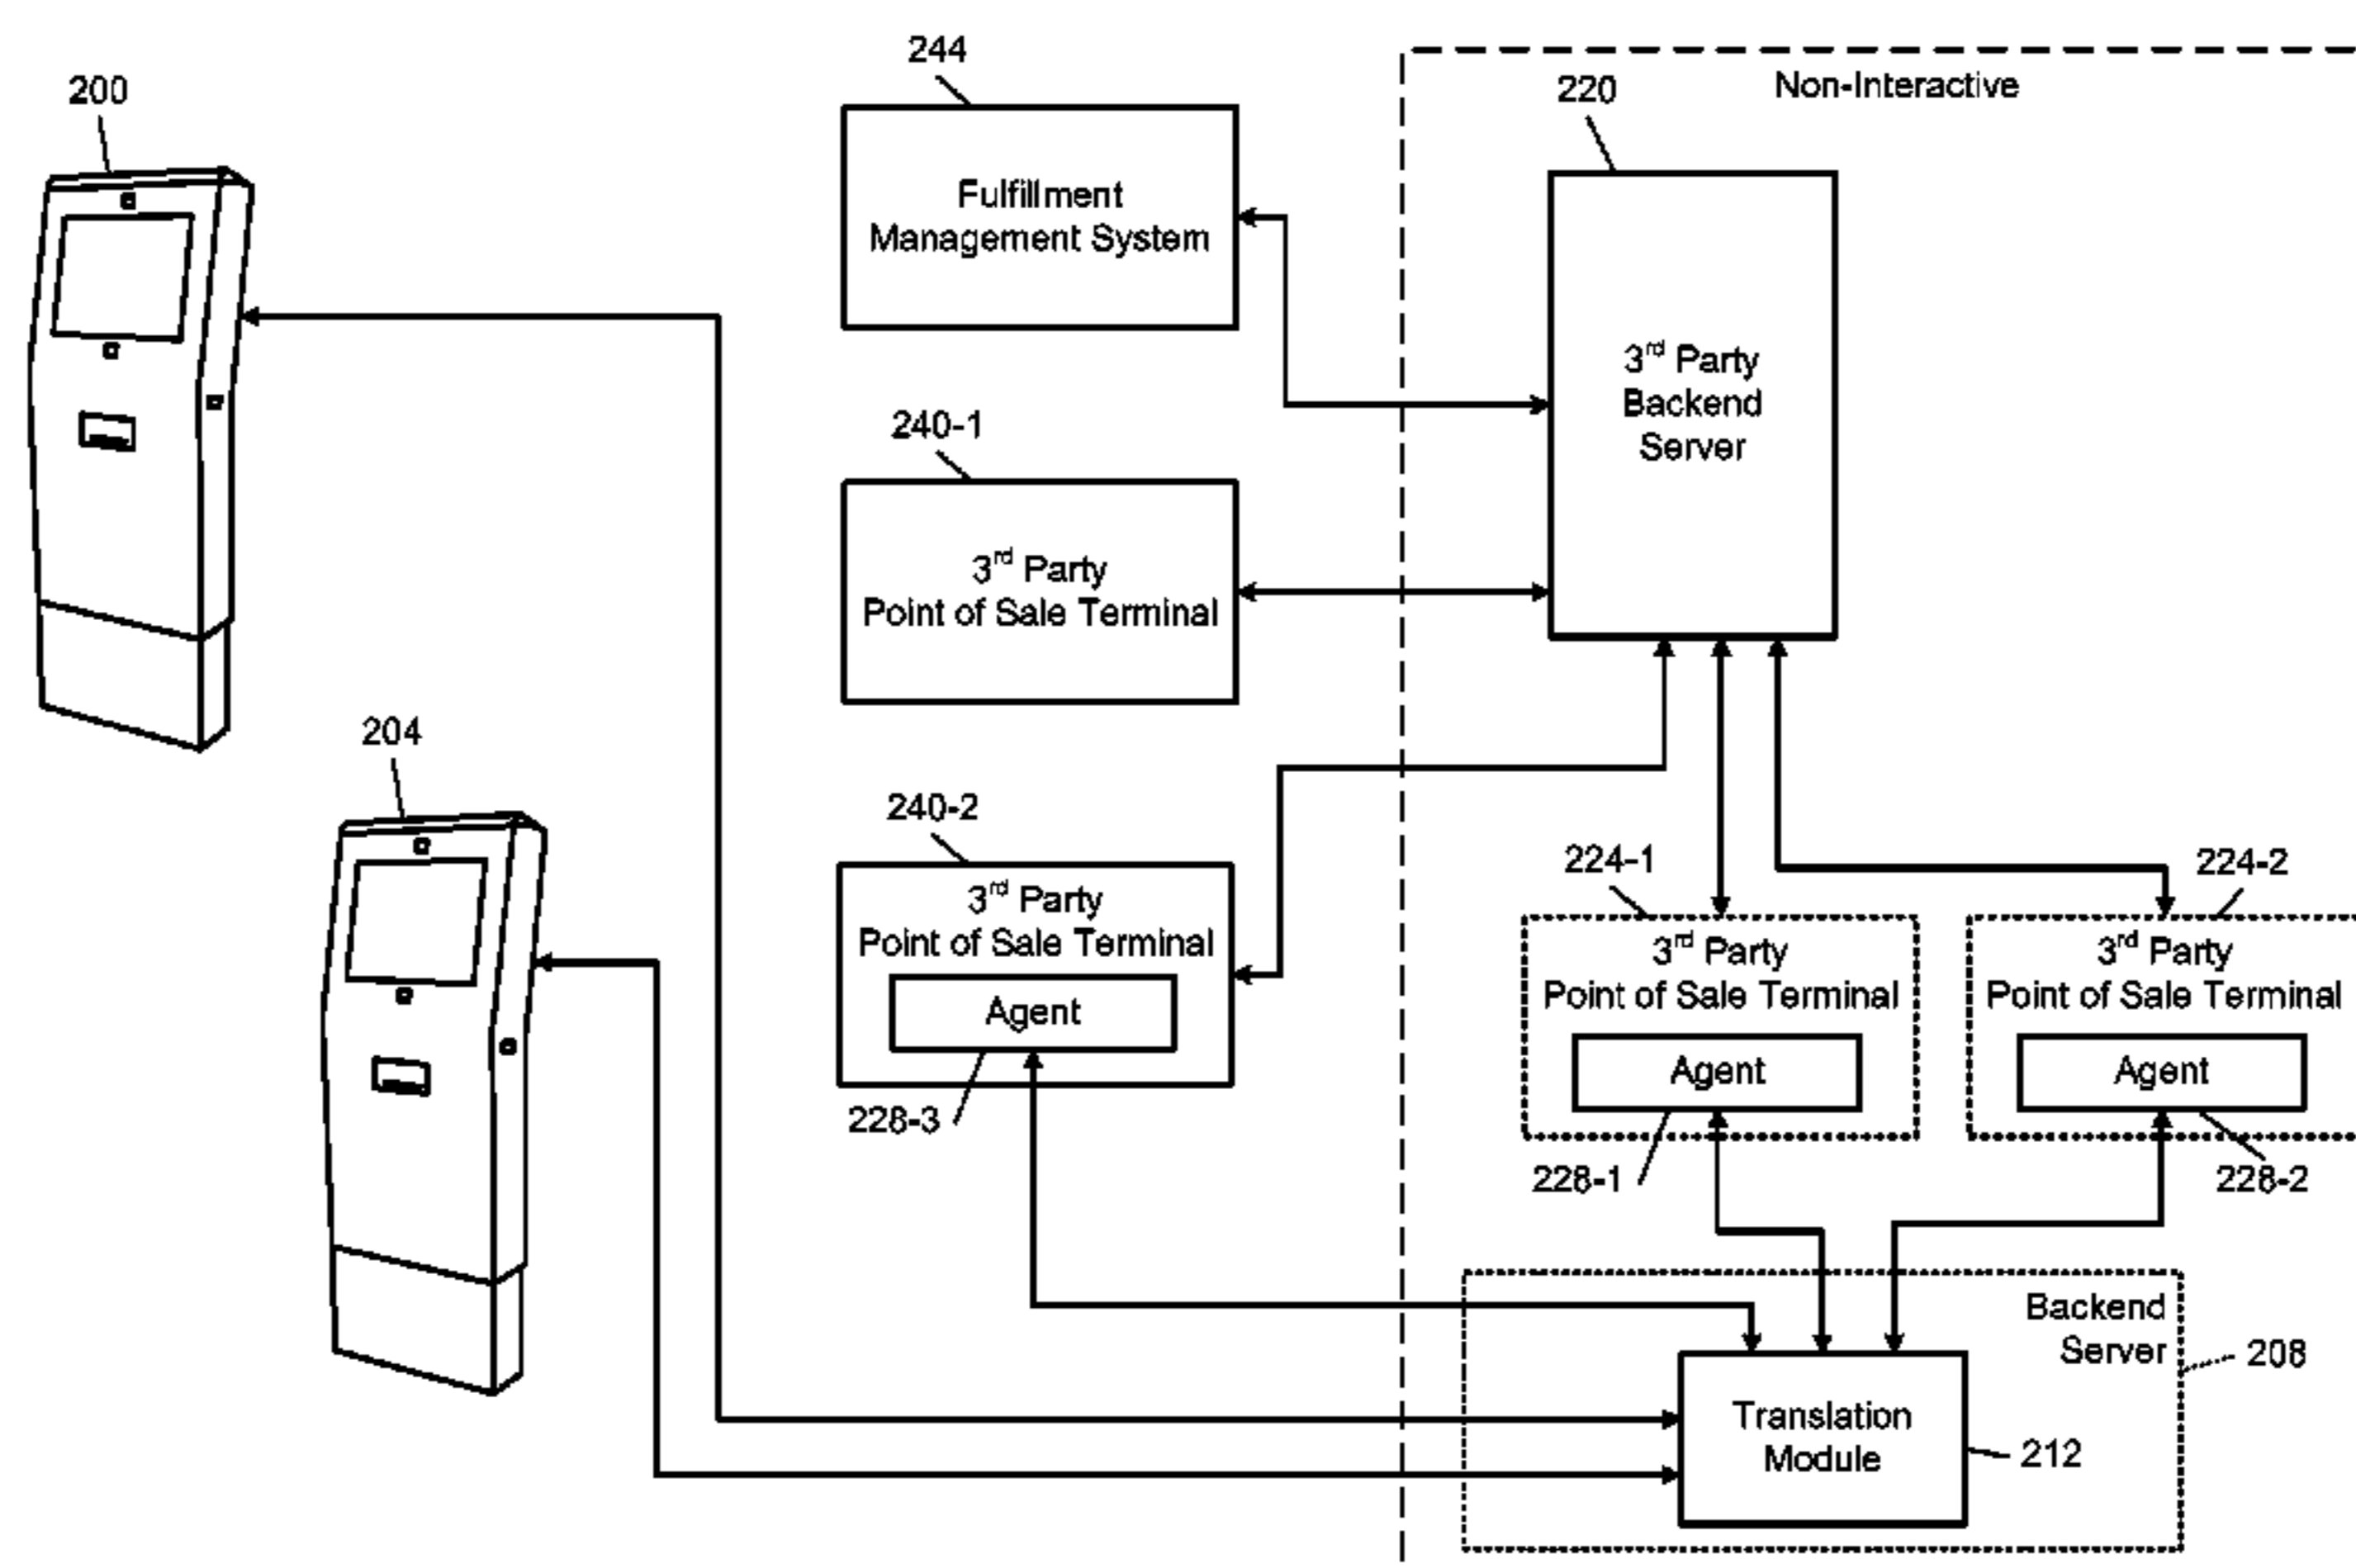 244
Non-Interactive
200
220
Fulfillment
Management System
3rd Party
Backend
Server
240-1
3rd Party
Point of Sale Terminal
204
240-2
224-1
224-2
3rd Party
Point of Sale Terminal
Agent
3rd Party
Point of Sale Terminal
Agent
3rd Party
Point of Sale Terminal
Agent
228-3
228-1
228-2
Backend
Server
208
Translation
Module
212